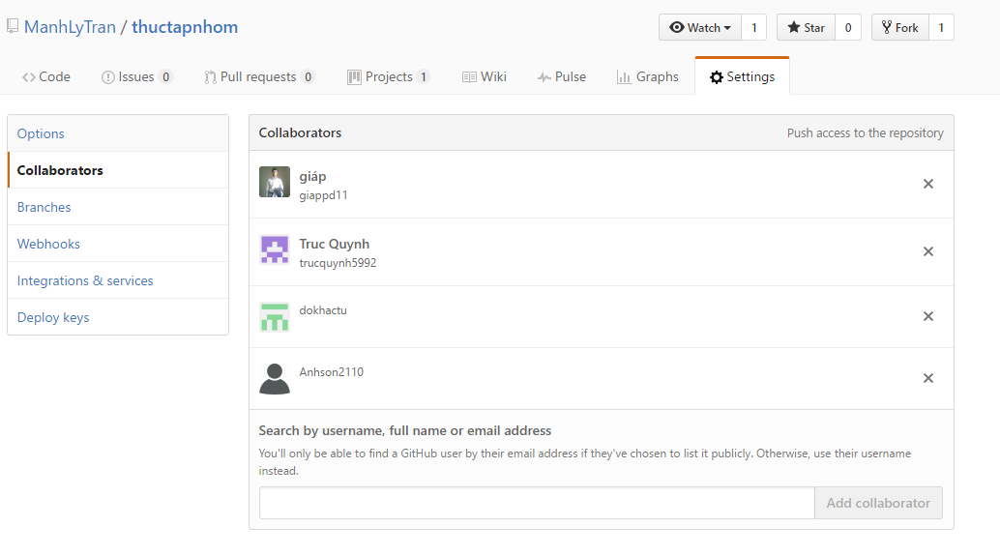 ManhLyTran / thuctapnhom
Watch 1 Star 0 Fork 1
Code Issues 0 Pull requests 0 Projects 1 Wiki Pulse Graphs Settings
Options
Collaborators
Branches
Webhooks
Integrations & services
Deploy keys
Collaborators Push access to the repository
giáp
giappd11
Truc Quynh
trucquynh5992
dokhactu
Anhson2110
Search by username, full name or email address
You'll only be able to find a GitHub user by their email address if they've chosen to list it publicly. Otherwise, use their username
instead.
Add collaborator